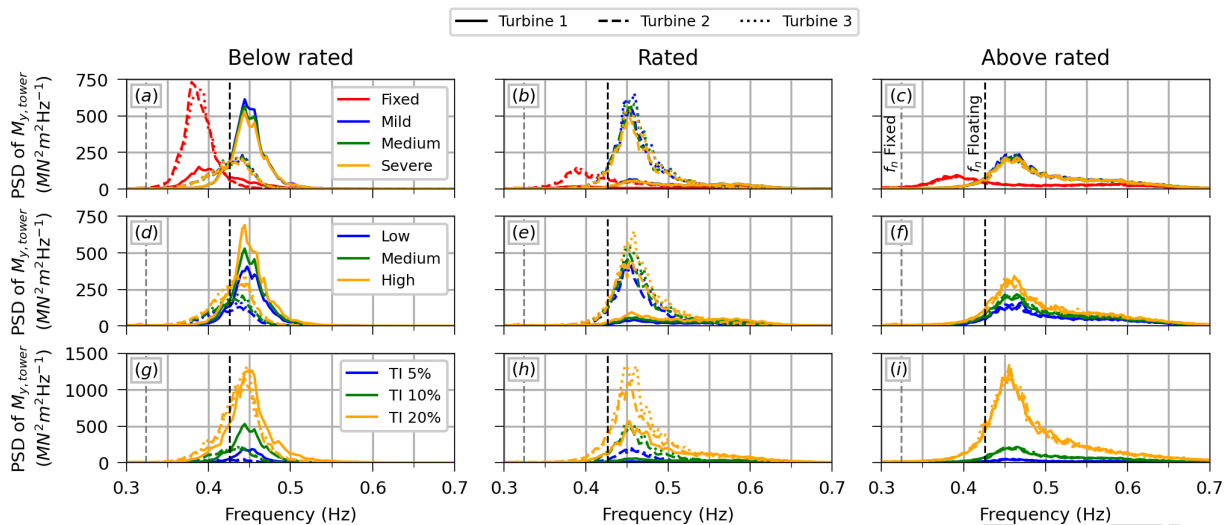 Turbine 1 Turbine 2 Turbine 3
Below rated Rated Above rated
PSD of M_y,tower
(MN²m²Hz⁻¹)
750
500
250
0
(a)
Fixed
Mild
Medium
Severe
(b)
(c)
f_n Fixed
f_n Floating
PSD of M_y,tower
(MN²m²Hz⁻¹)
750
500
250
0
(d)
Low
Medium
High
(e)
(f)
PSD of M_y,tower
(MN²m²Hz⁻¹)
1500
1000
500
0
(g)
TI 5%
TI 10%
TI 20%
(h)
(i)
0.3 0.4 0.5 0.6 0.7 0.3 0.4 0.5 0.6 0.7 0.3 0.4 0.5 0.6 0.7
Frequency (Hz) Frequency (Hz) Frequency (Hz)